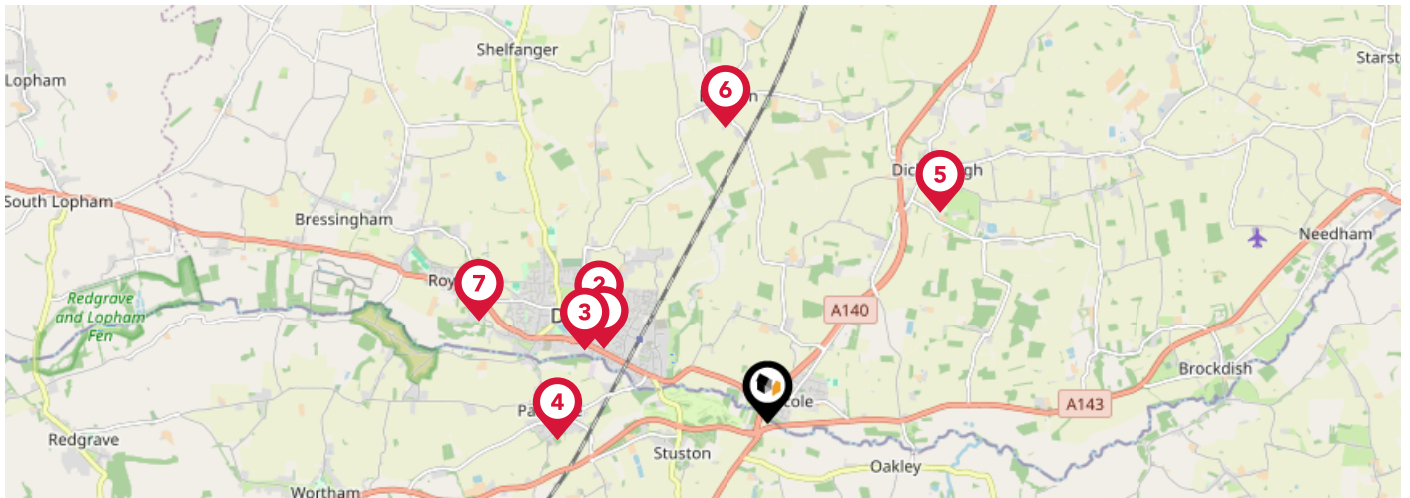 Shelfanger
Lopham
Starst
6
n
5
Dic
gh
South Lopham
Bressingham
Needham
Roy
7
2
Redgrave
and Lopham
Fen
3
D
A140
Brockdish
4
Pa
e
cole
A143
Redgrave
Stuston
Oakley
Wortham